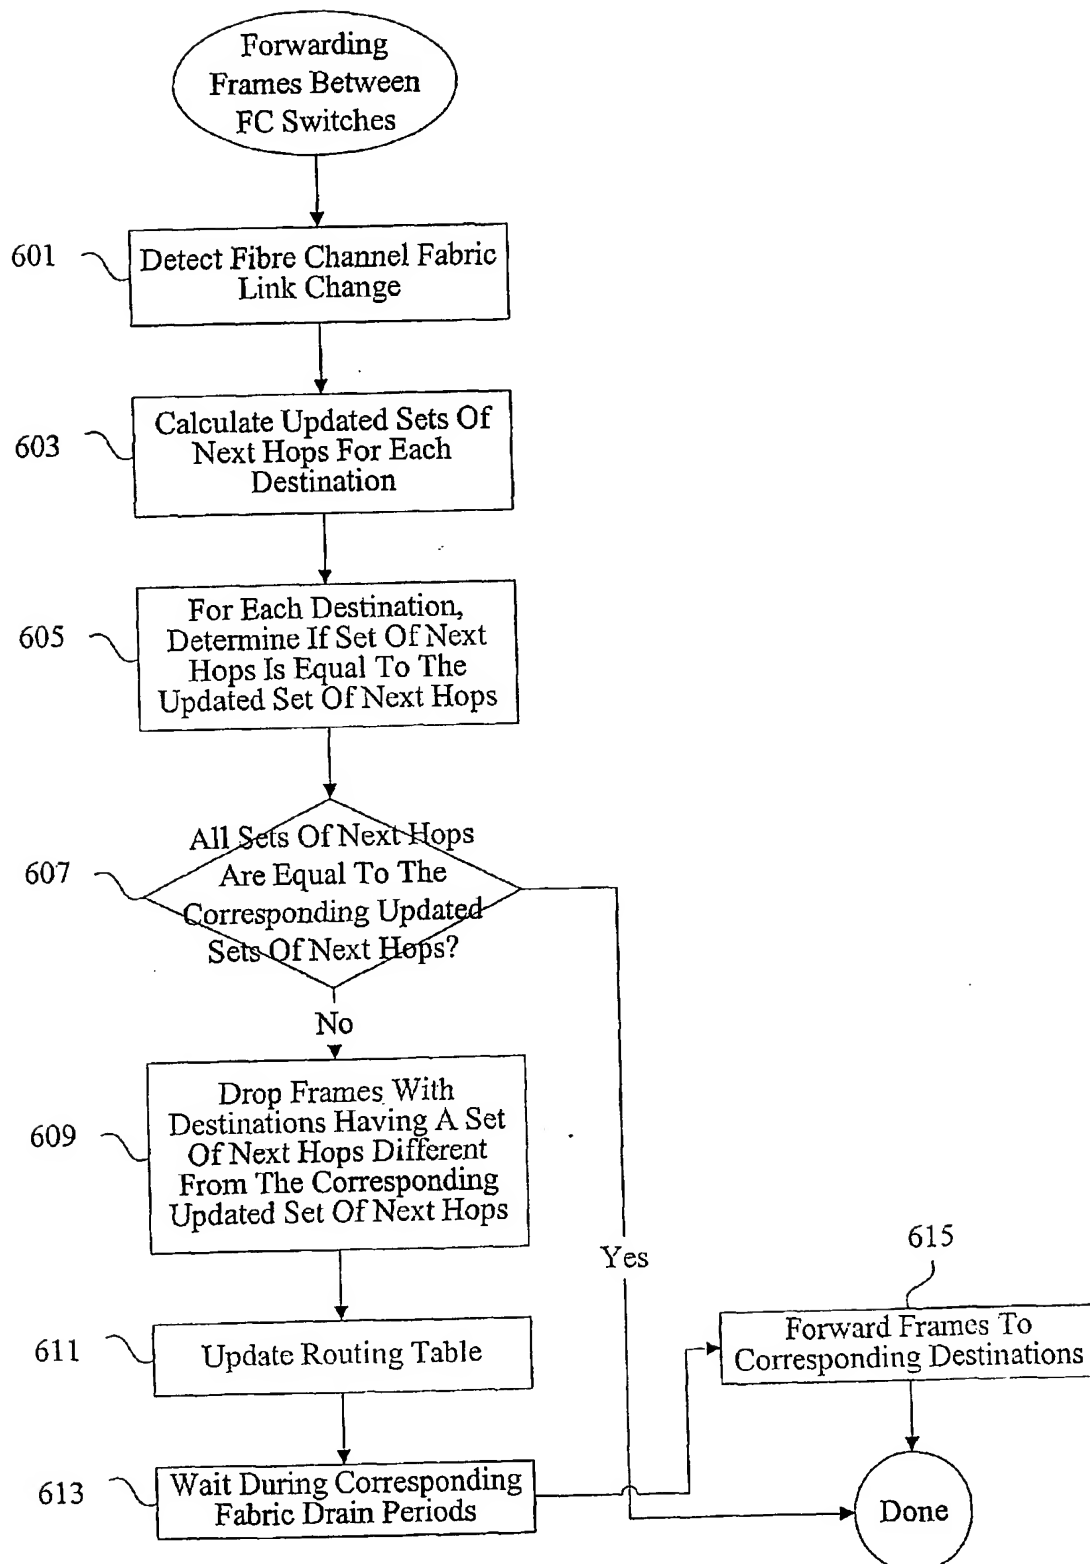 Forwarding
Frames Between
FC Switches
601
Detect Fibre Channel Fabric
Link Change
603
Calculate Updated Sets Of
Next Hops For Each
Destination
605
For Each Destination,
Determine If Set Of Next
Hops Is Equal To The
Updated Set Of Next Hops
607
All Sets Of Next Hops
Are Equal To The
Corresponding Updated
Sets Of Next Hops?
No
Yes
609
Drop Frames With
Destinations Having A Set
Of Next Hops Different
From The Corresponding
Updated Set Of Next Hops
611
Update Routing Table
613
Wait During Corresponding
Fabric Drain Periods
615
Forward Frames To
Corresponding Destinations
Done